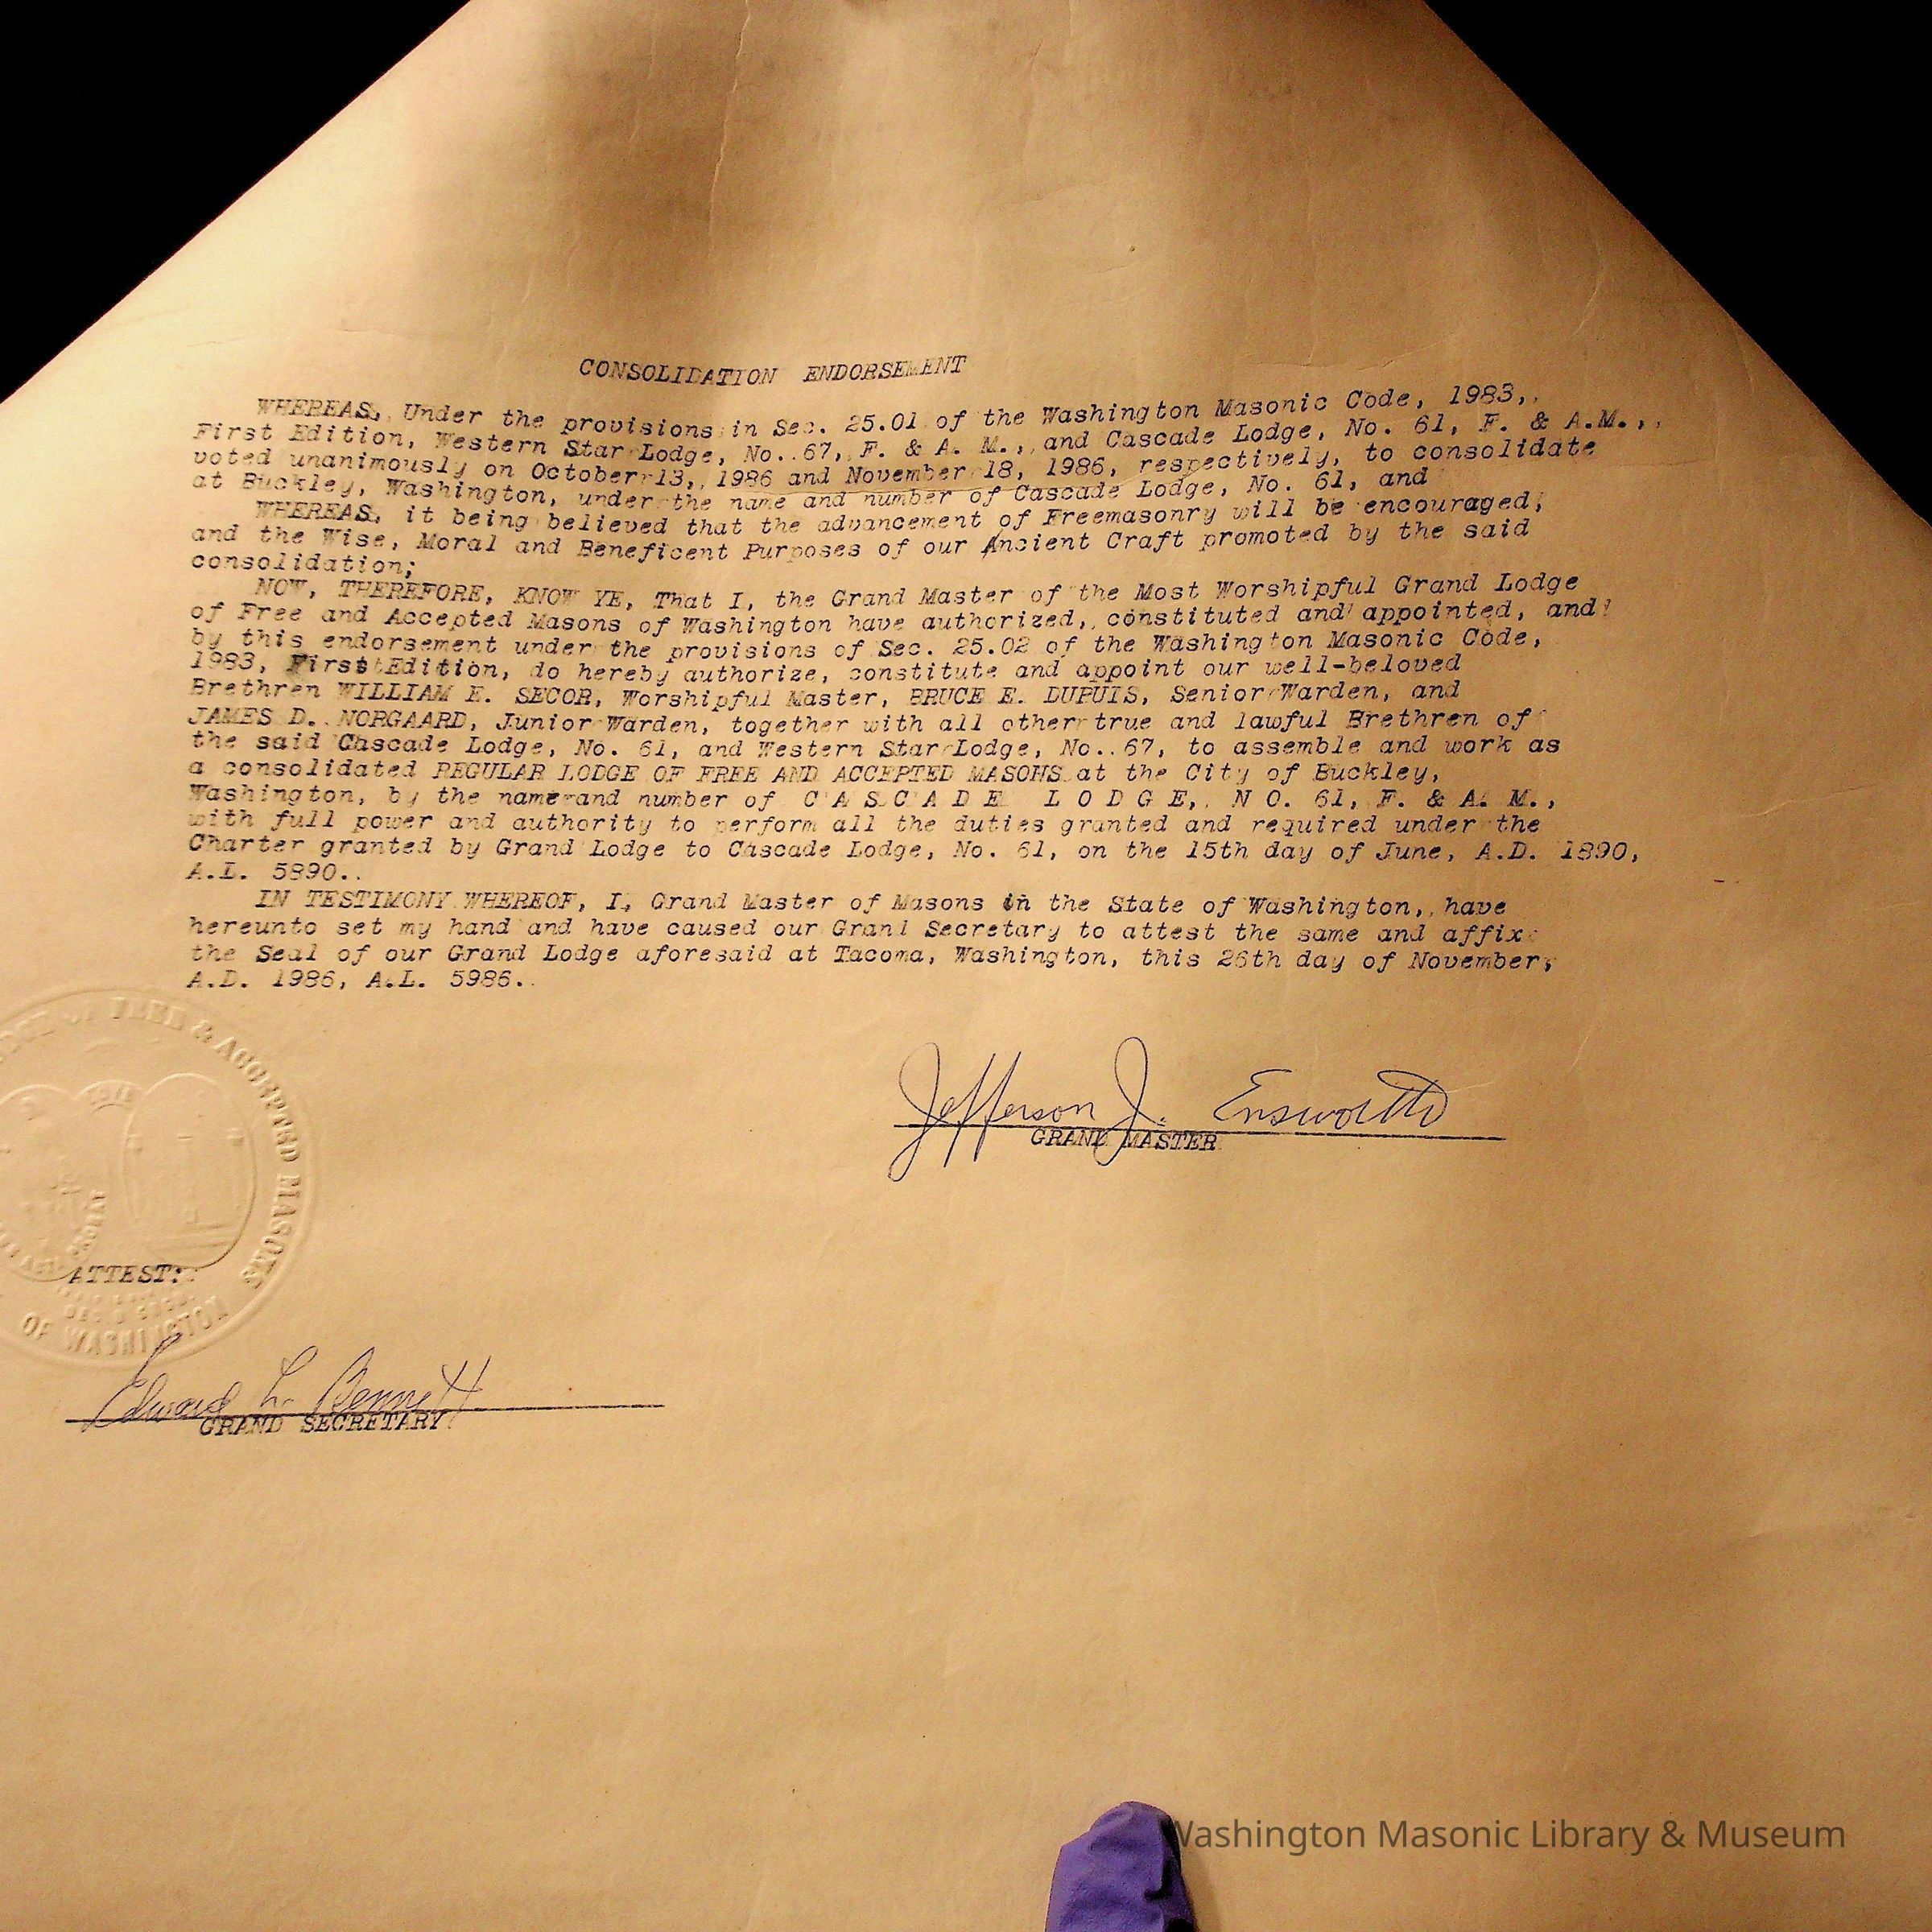 CONSOLIDATION ENDORSEMENT
WHEREAS, Under the provisions in Sec. 25.01 of the Washington Masonic Code, 1983,
First Edition, Western Star Lodge, No. 67, F. & A. M., and Cascade Lodge, No. 61, F. & A.M.,
voted unanimously on October 13, 1986 and November 18, 1986, respectively, to consolidate
at Buckley, Washington, under the name and number of Cascade Lodge, No. 61, and
WHEREAS, it being believed that the advancement of Freemasonry will be encouraged,
and the Wise, Moral and Beneficent Purposes of our Ancient Craft promoted by the said
consolidation;
NOW, THEREFORE, KNOW YE, That I, the Grand Master of the Most Worshipful Grand Lodge
of Free and Accepted Masons of Washington have authorized, constituted and appointed, and
by this endorsement under the provisions of Sec. 25.02 of the Washington Masonic Code,
1983, First Edition, do hereby authorize, constitute and appoint our well-beloved
Brethren WILLIAM E. SECOR, Worshipful Master, BRUCE E. DUPUIS, Senior Warden, and
JAMES D. NORGAARD, Junior Warden, together with all other true and lawful Brethren of
the said Cascade Lodge, No. 61, and Western Star Lodge, No. 67, to assemble and work as
a consolidated REGULAR LODGE OF FREE AND ACCEPTED MASONS at the City of Buckley,
Washington, by the name and number of C A S C A D E L O D G E, N O. 61, F. & A. M.,
with full power and authority to perform all the duties granted and required under the
Charter granted by Grand Lodge to Cascade Lodge, No. 61, on the 15th day of June, A.D. 1890,
A.L. 5890.
IN TESTIMONY WHEREOF, I, Grand Master of Masons in the State of Washington, have
hereunto set my hand and have caused our Grand Secretary to attest the same and affix
the Seal of our Grand Lodge aforesaid at Tacoma, Washington, this 26th day of November,
A.D. 1986, A.L. 5986.
OF FREE & ACCEPTED MASONS
OF WASHINGTON
Jefferson J. Ensworth
GRAND MASTER
ATTEST:
Edward L. Bennett
GRAND SECRETARY
Washington Masonic Library & Museum